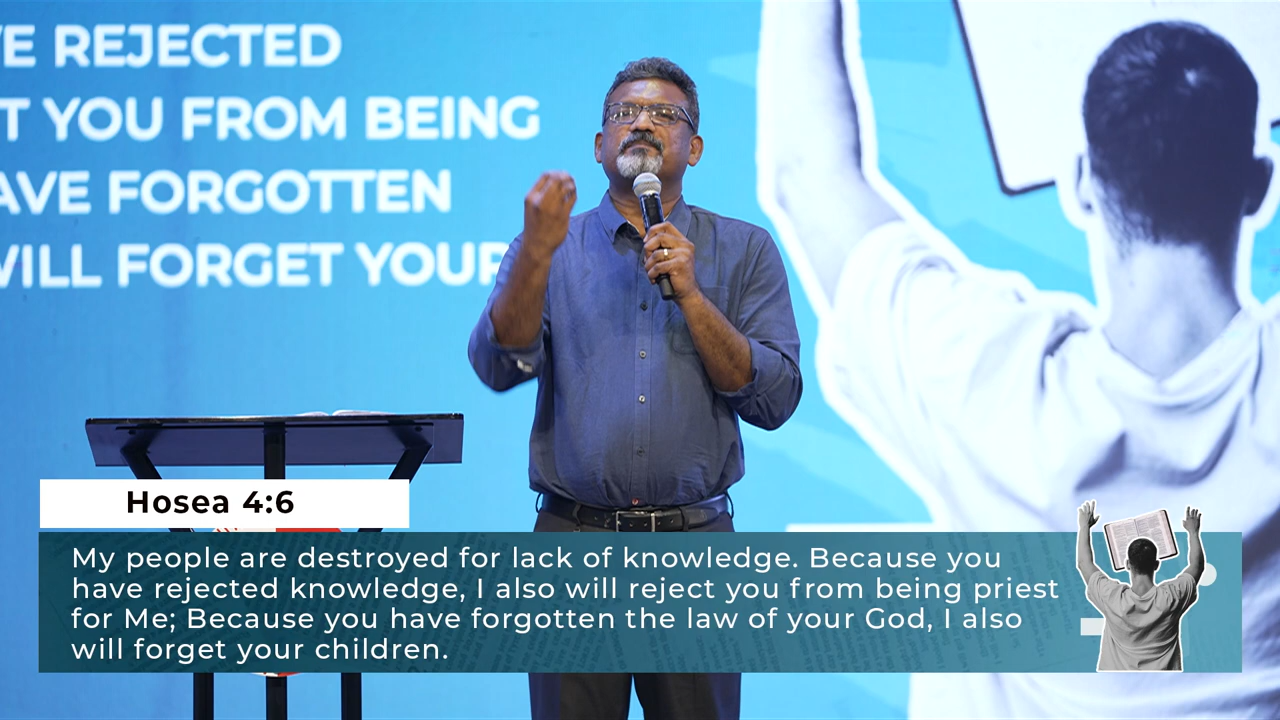 E REJECTED
T YOU FROM BEING
AVE FORGOTTEN
WILL FORGET YOUR
Hosea 4:6
My people are destroyed for lack of knowledge. Because you
have rejected knowledge, I also will reject you from being priest
for Me; Because you have forgotten the law of your God, I also
will forget your children.